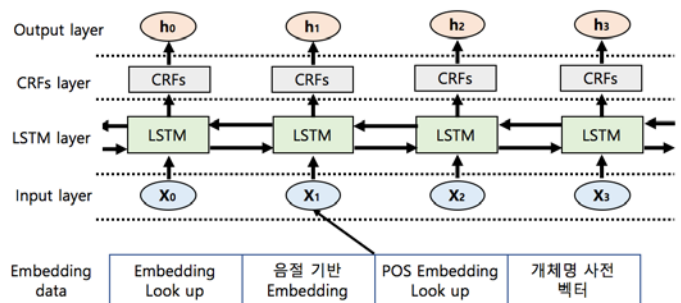 Output layer h0 h1 h2 h3
CRFs layer CRFs CRFs CRFs CRFs
LSTM layer LSTM LSTM LSTM LSTM
Input layer X0 X1 X2 X3
Embedding data
Embedding Look up
음절 기반 Embedding
POS Embedding Look up
개체명 사전 벡터